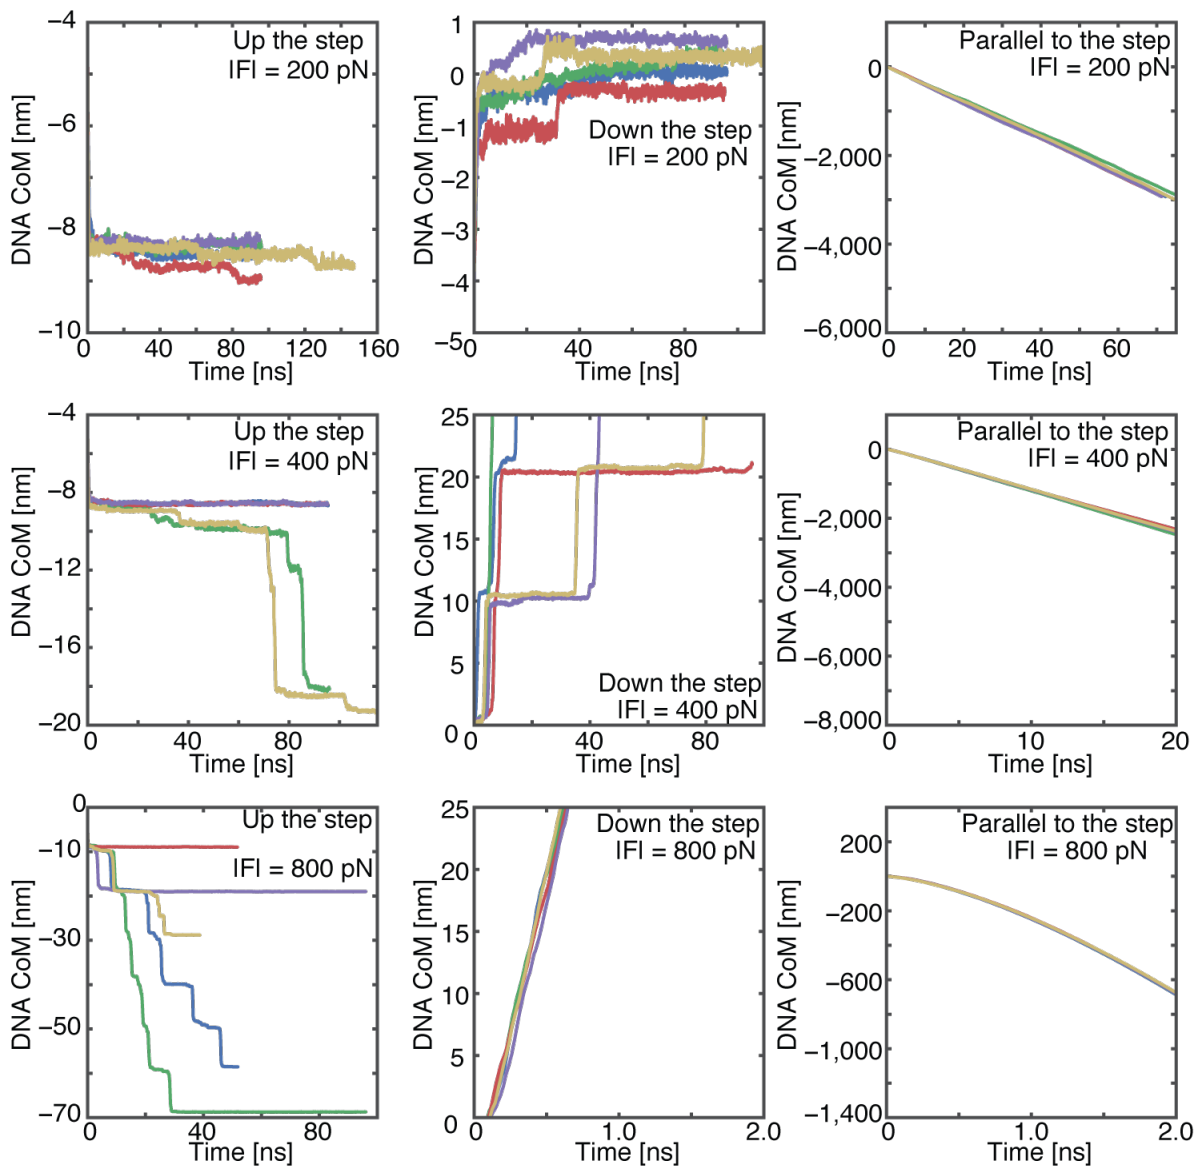 Up the step
|F| = 200 pN
DNA CoM [nm]
−4
−6
−8
−10
0 40 80 120 160
Time [ns]
Down the step
|F| = 200 pN
DNA CoM [nm]
1
0
−1
−2
−3
−4
−5
0 40 80
Time [ns]
Parallel to the step
|F| = 200 pN
DNA CoM [nm]
0
−2,000
−4,000
−6,000
0 20 40 60
Time [ns]
Up the step
|F| = 400 pN
DNA CoM [nm]
−4
−8
−12
−16
−20
0 40 80
Time [ns]
Down the step
|F| = 400 pN
DNA CoM [nm]
25
20
15
10
5
0
0 40 80
Time [ns]
Parallel to the step
|F| = 400 pN
DNA CoM [nm]
0
−2,000
−4,000
−6,000
−8,000
0 10 20
Time [ns]
Up the step
|F| = 800 pN
DNA CoM [nm]
0
−10
−30
−50
−70
0 40 80
Time [ns]
Down the step
|F| = 800 pN
DNA CoM [nm]
25
20
15
10
5
0
0 1.0 2.0
Time [ns]
Parallel to the step
|F| = 800 pN
DNA CoM [nm]
200
−200
−600
−1,000
−1,400
0 1.0 2.0
Time [ns]